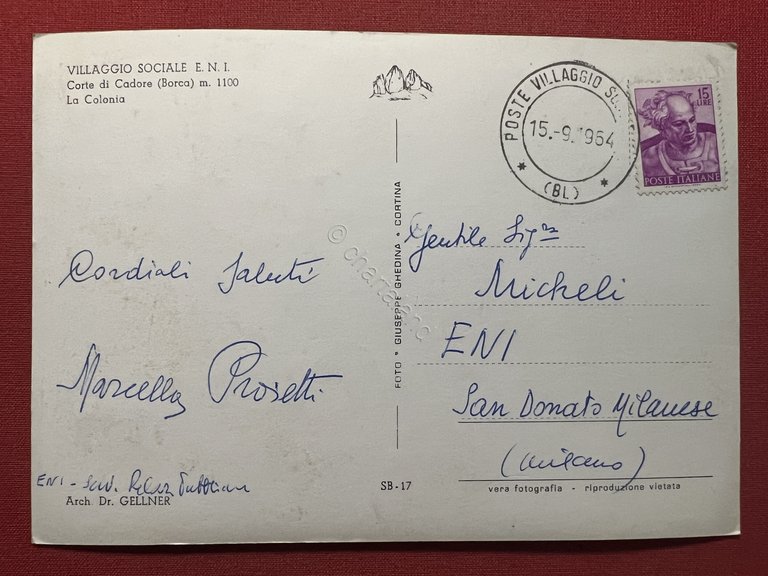 VILLAGGIO SOCIALE E. N. I.
Corte di Cadore (Borca) m. 1100
La Colonia
POSTE VILLAGGIO
15.-9.1964
(BL)
15
LIRE
POSTE ITALIANE
Cordiali Saluti
Marcella
ENI -
Arch. Dr. GELLNER
FOTO * GIUSEPPE GHEDINA * CORTINA
SB-17
Gentile Sig.ra
Micheli
ENI
San Donato Milanese
(Milano)
vera fotografia - riproduzione vietata